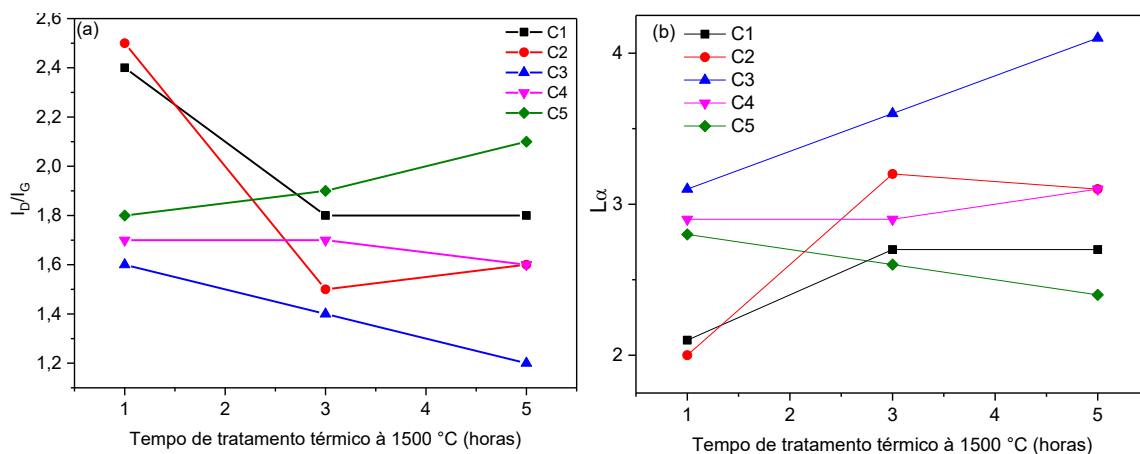 (a)
C1
C2
C3
C4
C5
2,6
2,4
2,2
2,0
1,8
1,6
1,4
1,2
I_D/I_G
1 2 3 4 5
Tempo de tratamento térmico à 1500 °C (horas)
(b)
C1
C2
C3
C4
C5
4
3
2
Lα
1 2 3 4 5
Tempo de tratamento térmico à 1500 °C (horas)